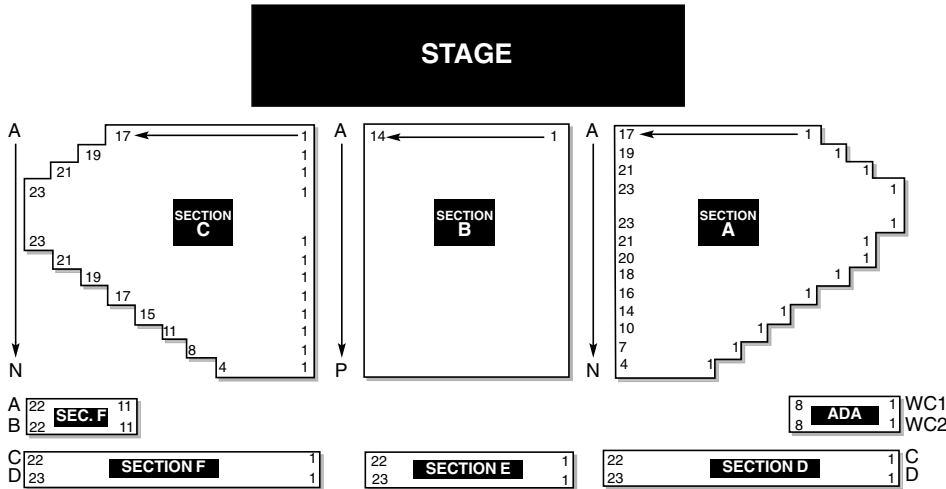 STAGE
A 17 1 A 14 1 A 17 1
19 1 19 1
21 1 21 1
23 1 23 1
SECTION C SECTION B SECTION A
23 1 23 1
21 1 21 1
19 1 20 1
17 1 18 1
15 1 16 1
11 1 14 1
8 1 10 1
4 1 7 1
N P N 4 1
A 22 11 8 1 WC1
SEC. F ADA
B 22 11 8 1 WC2
C 22 1 22 1 22 1 C
SECTION F SECTION E SECTION D
D 23 1 23 1 23 1 D